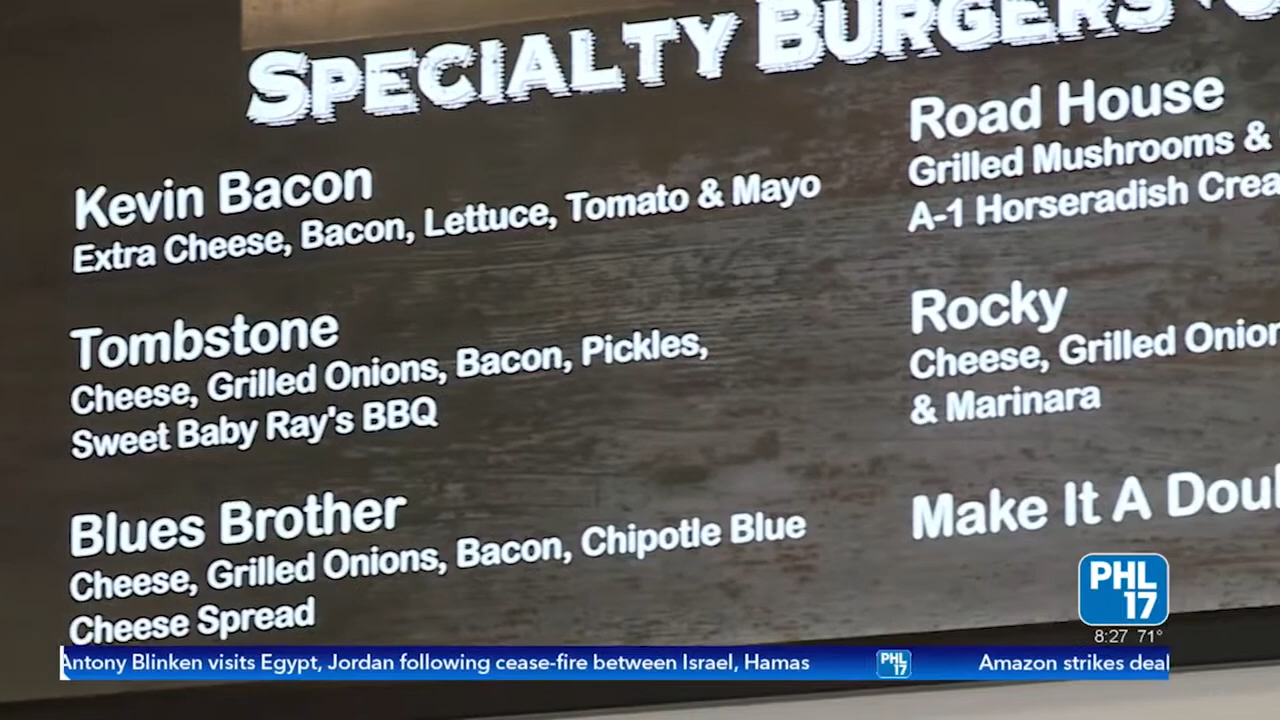 SPECIALTY BURGERS
Kevin Bacon
Extra Cheese, Bacon, Lettuce, Tomato & Mayo
Tombstone
Cheese, Grilled Onions, Bacon, Pickles,
Sweet Baby Ray's BBQ
Blues Brother
Cheese, Grilled Onions, Bacon, Chipotle Blue
Cheese Spread
Road House
Grilled Mushrooms &
A-1 Horseradish Crea
Rocky
Cheese, Grilled Onion
& Marinara
Make It A Doub
PHL
17
8:27 71°
Antony Blinken visits Egypt, Jordan following cease-fire between Israel, Hamas PHL 17 Amazon strikes deal